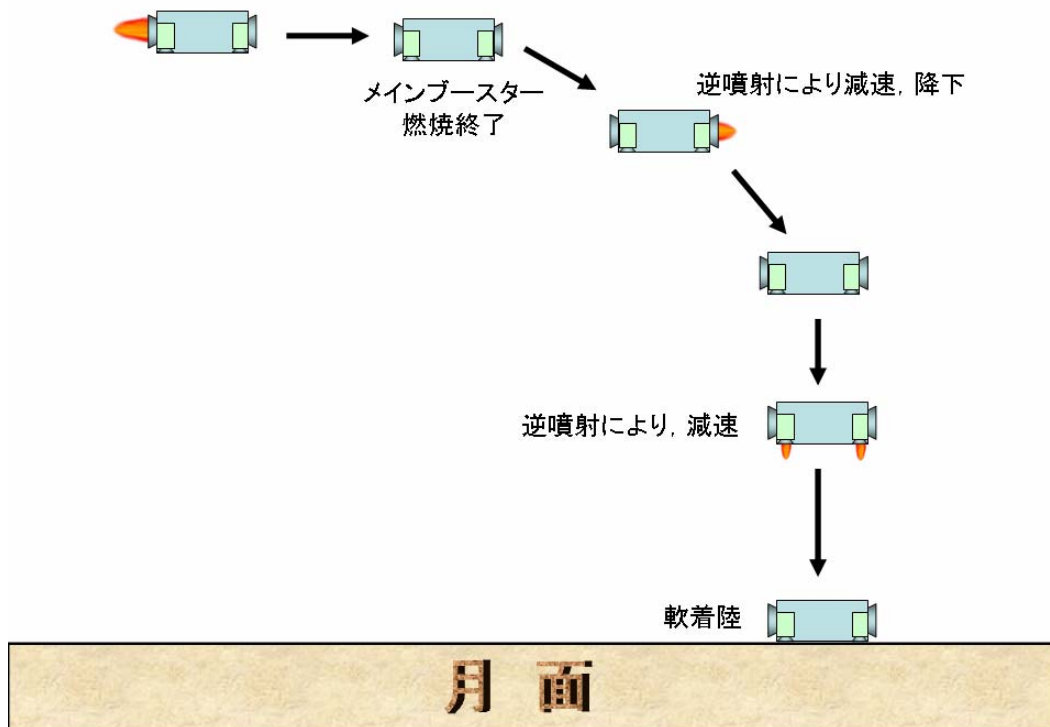 メインブースター
燃焼終了
逆噴射により減速, 降下
逆噴射により, 減速
軟着陸
月 面